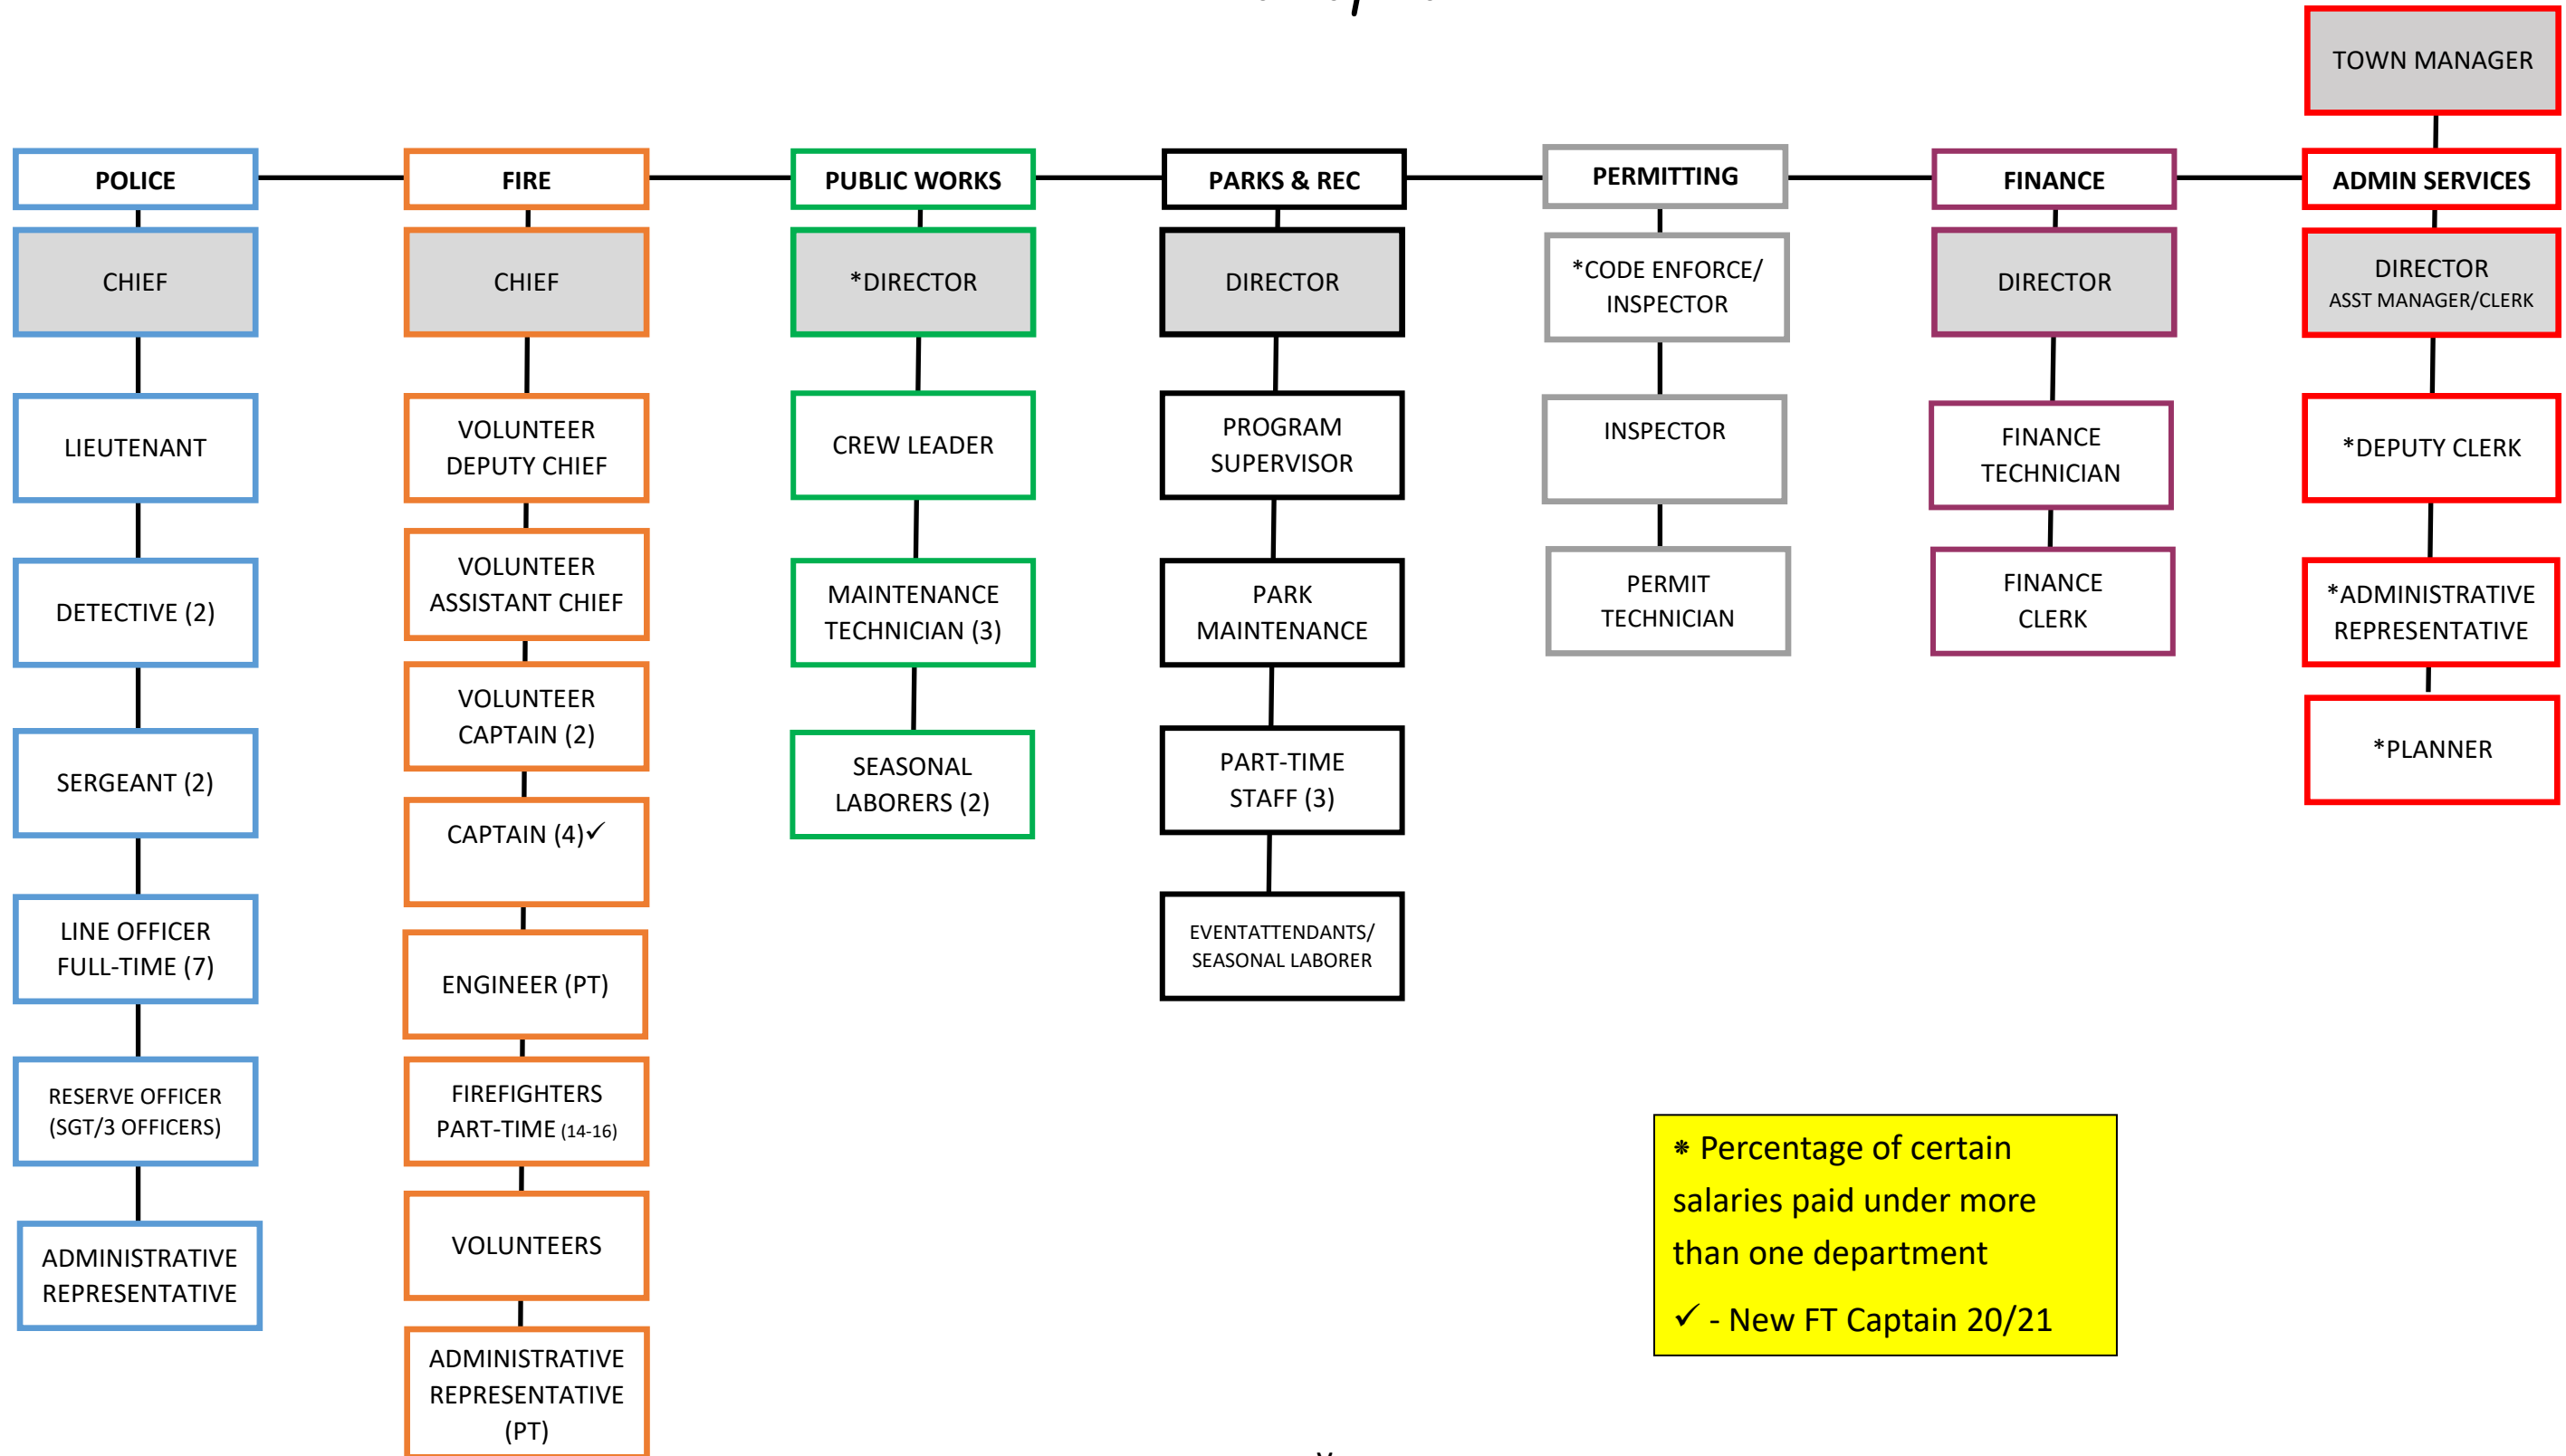 TOWN MANAGER
POLICE
FIRE
PUBLIC WORKS
PARKS & REC
PERMITTING
FINANCE
ADMIN SERVICES
CHIEF
LIEUTENANT
DETECTIVE (2)
SERGEANT (2)
LINE OFFICER
FULL-TIME (7)
RESERVE OFFICER
(SGT/3 OFFICERS)
ADMINISTRATIVE
REPRESENTATIVE
CHIEF
VOLUNTEER
DEPUTY CHIEF
VOLUNTEER
ASSISTANT CHIEF
VOLUNTEER
CAPTAIN (2)
CAPTAIN (4)✓
ENGINEER (PT)
FIREFIGHTERS
PART-TIME (14-16)
VOLUNTEERS
ADMINISTRATIVE
REPRESENTATIVE
(PT)
*DIRECTOR
CREW LEADER
MAINTENANCE
TECHNICIAN (3)
SEASONAL
LABORERS (2)
DIRECTOR
PROGRAM
SUPERVISOR
PARK
MAINTENANCE
PART-TIME
STAFF (3)
EVENTATTENDANTS/
SEASONAL LABORER
*CODE ENFORCE/
INSPECTOR
INSPECTOR
PERMIT
TECHNICIAN
DIRECTOR
FINANCE
TECHNICIAN
FINANCE
CLERK
DIRECTOR
ASST MANAGER/CLERK
*DEPUTY CLERK
*ADMINISTRATIVE
REPRESENTATIVE
*PLANNER
* Percentage of certain
salaries paid under more
than one department
✓ - New FT Captain 20/21